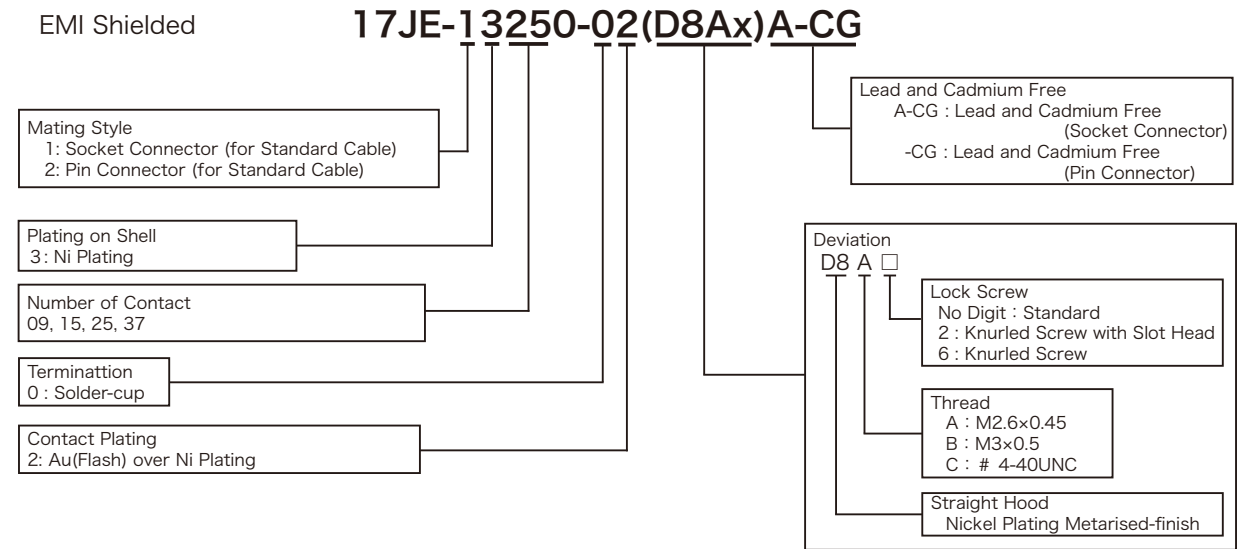 EMI Shielded
17JE-13250-02(D8Ax)A-CG
Mating Style
1: Socket Connector (for Standard Cable)
2: Pin Connector (for Standard Cable)
Plating on Shell
3: Ni Plating
Number of Contact
09, 15, 25, 37
Terminattion
0 : Solder-cup
Contact Plating
2: Au(Flash) over Ni Plating
Lead and Cadmium Free
A-CG : Lead and Cadmium Free
(Socket Connector)
-CG : Lead and Cadmium Free
(Pin Connector)
Deviation
D8 A □
Lock Screw
No Digit : Standard
2 : Knurled Screw with Slot Head
6 : Knurled Screw
Thread
A : M2.6×0.45
B : M3×0.5
C : # 4-40UNC
Straight Hood
Nickel Plating Metarised-finish